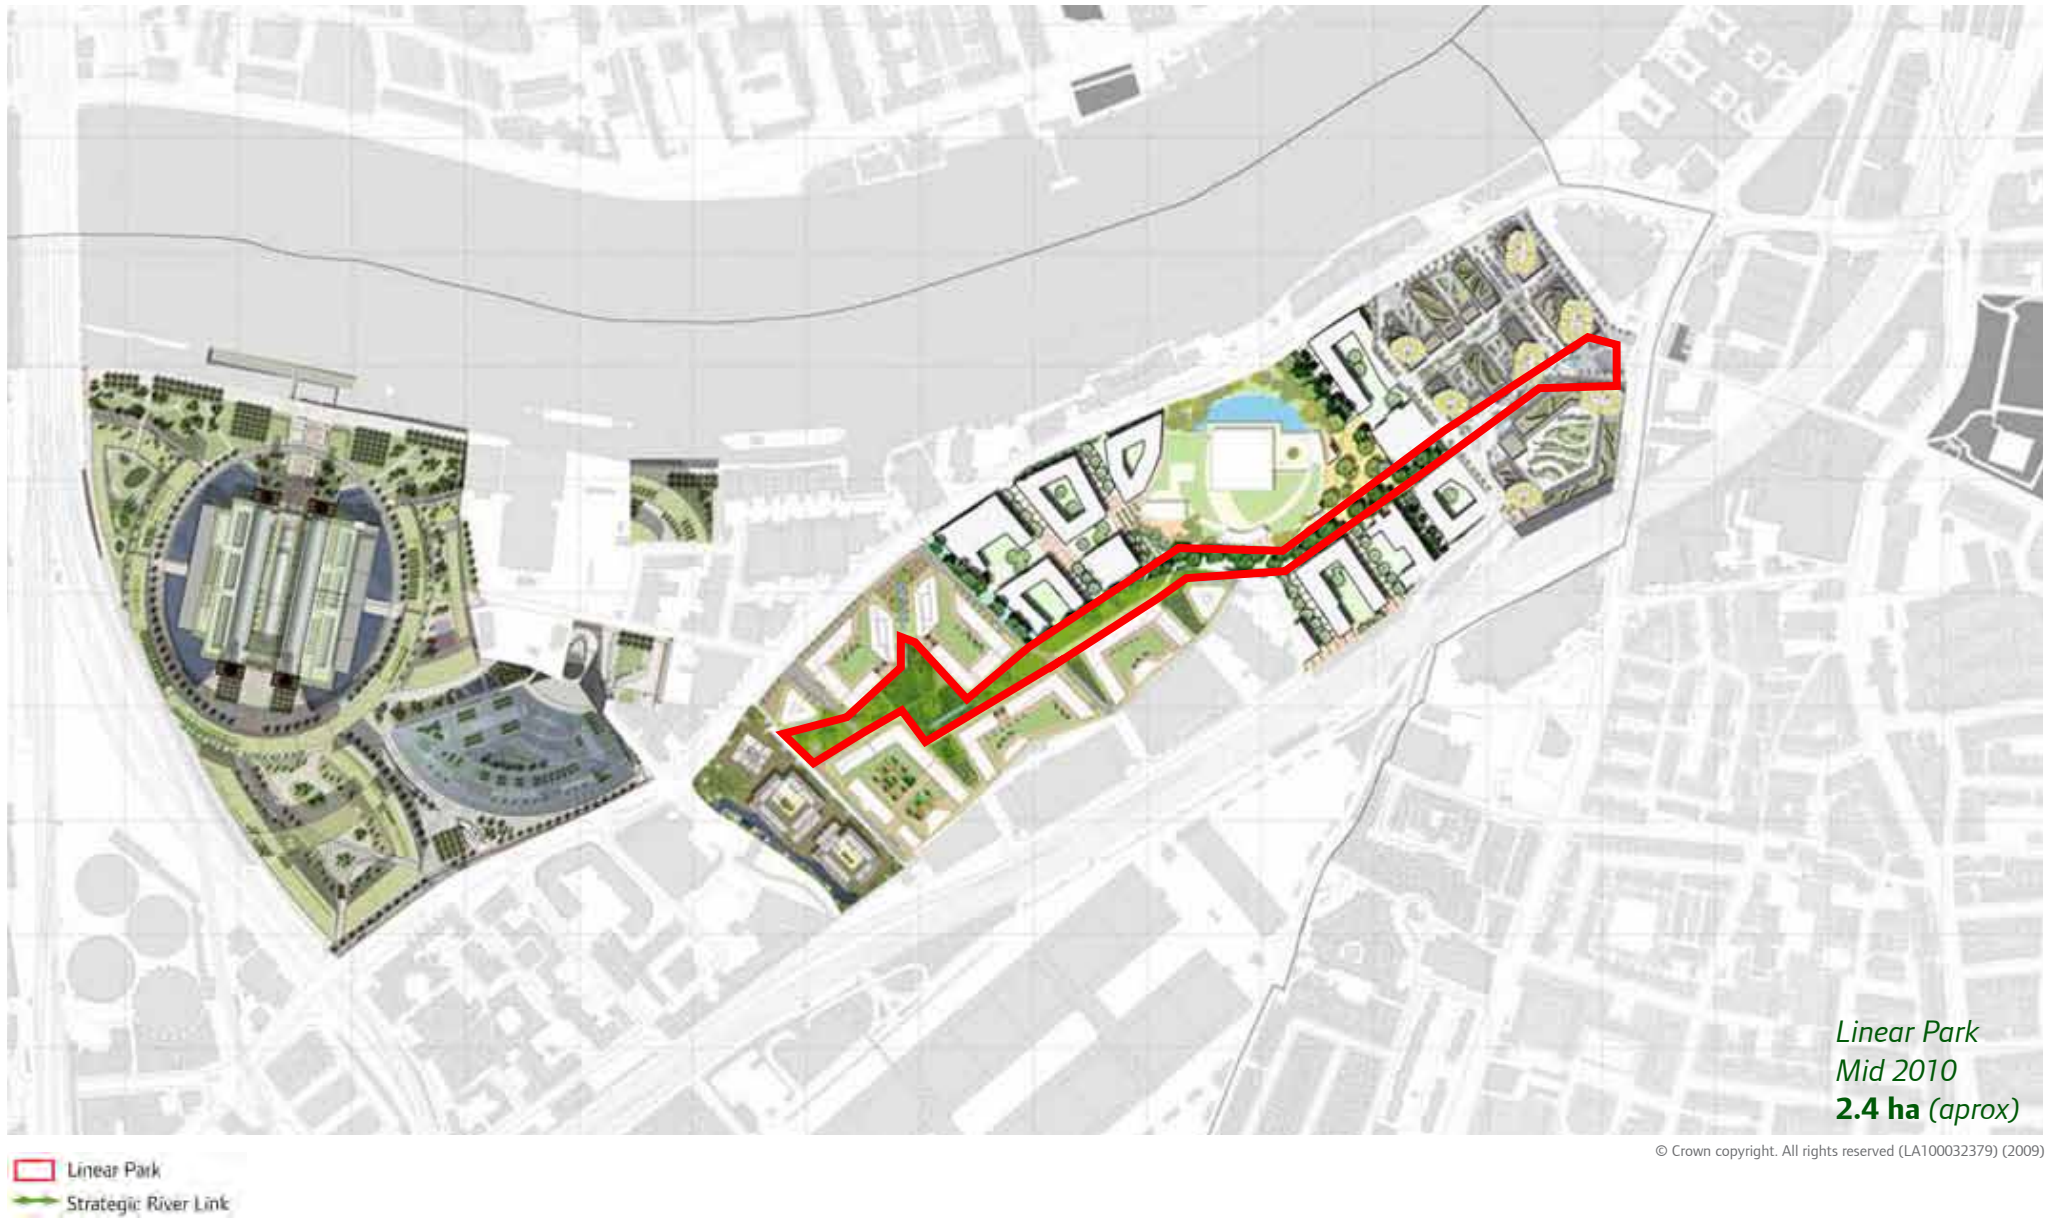 Linear Park
Mid 2010
2.4 ha (aprox)
© Crown copyright. All rights reserved (LA100032379) (2009)
Linear Park
Strategic River Link